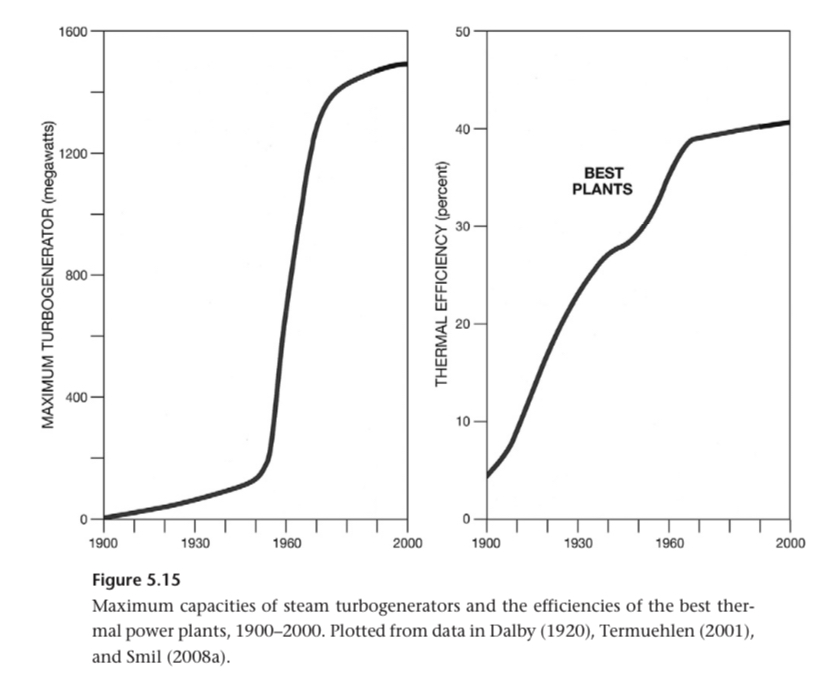 MAXIMUM TURBOGENERATOR (megawatts)
1600
1200
800
400
0
1900
1930
1960
2000
THERMAL EFFICIENCY (percent)
50
40
30
20
10
0
BEST
PLANTS
1900
1930
1960
2000
Figure 5.15
Maximum capacities of steam turbogenerators and the efficiencies of the best ther-
mal power plants, 1900–2000. Plotted from data in Dalby (1920), Termuehlen (2001),
and Smil (2008a).